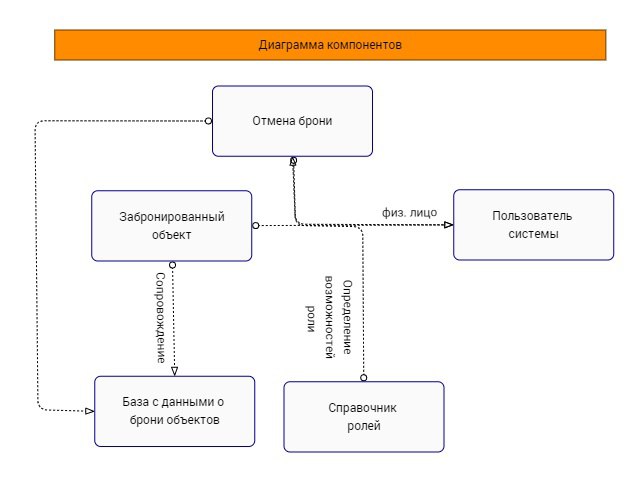 Диаграмма компонентов
Отмена брони
Забронированный
объект
физ. лицо
Пользователь
системы
Сопровождение
Определение
возможностей
роли
База с данными о
брони объектов
Справочник
ролей